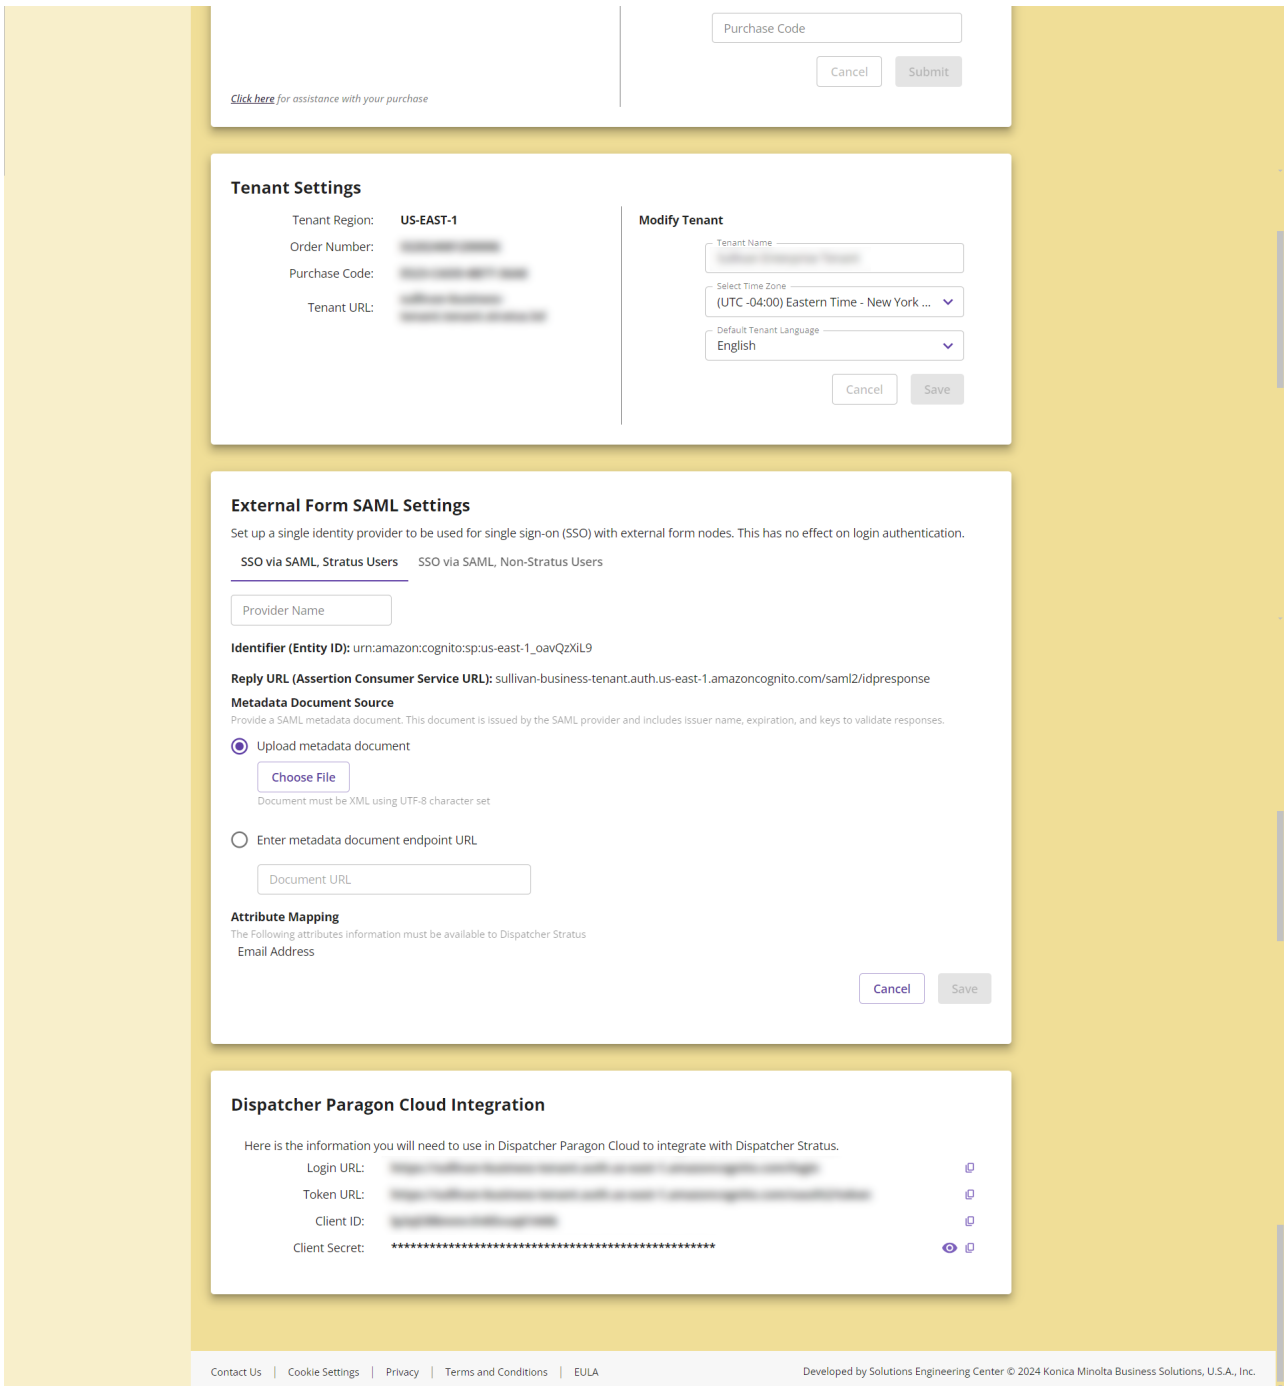 Purchase Code
Cancel
Submit
Click here for assistance with your purchase
Tenant Settings
Tenant Region: US-EAST-1
Order Number:
Purchase Code:
Tenant URL:
Modify Tenant
Tenant Name
Select Time Zone
(UTC -04:00) Eastern Time - New York ...
Default Tenant Language
English
Cancel
Save
External Form SAML Settings
Set up a single identity provider to be used for single sign-on (SSO) with external form nodes. This has no effect on login authentication.
SSO via SAML, Stratus Users
SSO via SAML, Non-Stratus Users
Provider Name
Identifier (Entity ID): urn:amazon:cognito:sp:us-east-1_oavQzXiL9
Reply URL (Assertion Consumer Service URL): sullivan-business-tenant.auth.us-east-1.amazoncognito.com/saml2/idpresponse
Metadata Document Source
Provide a SAML metadata document. This document is issued by the SAML provider and includes issuer name, expiration, and keys to validate responses.
Upload metadata document
Choose File
Document must be XML using UTF-8 character set
Enter metadata document endpoint URL
Document URL
Attribute Mapping
The Following attributes information must be available to Dispatcher Stratus
Email Address
Cancel
Save
Dispatcher Paragon Cloud Integration
Here is the information you will need to use in Dispatcher Paragon Cloud to integrate with Dispatcher Stratus.
Login URL:
Token URL:
Client ID:
Client Secret: ****************************************************
Contact Us | Cookie Settings | Privacy | Terms and Conditions | EULA
Developed by Solutions Engineering Center © 2024 Konica Minolta Business Solutions, U.S.A., Inc.